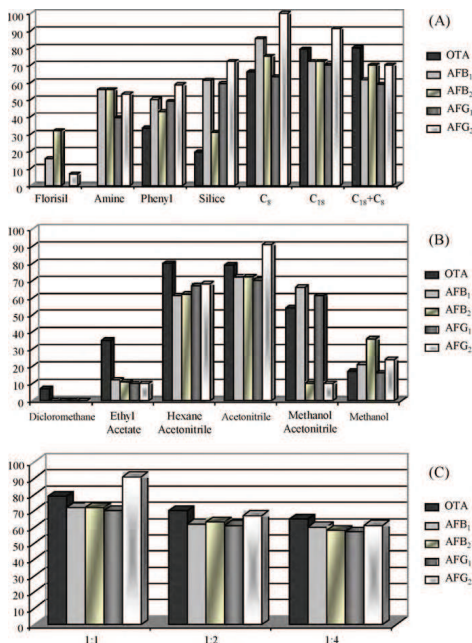 (A)
100
90
80
70
60
50
40
30
20
10
0
Florisil Amine Phenyl Silice C₈ C₁₈ C₁₈+C₈
OTA
AFB₁
AFB₂
AFG₁
AFG₂
(B)
100
90
80
70
60
50
40
30
20
10
0
Dicloromethane Ethyl Acetate Hexane Acetonitrile Acetonitrile Methanol Acetonitrile Methanol
OTA
AFB₁
AFB₂
AFG₁
AFG₂
(C)
100
90
80
70
60
50
40
30
20
10
0
1:1 1:2 1:4
OTA
AFB₁
AFB₂
AFG₁
AFG₂